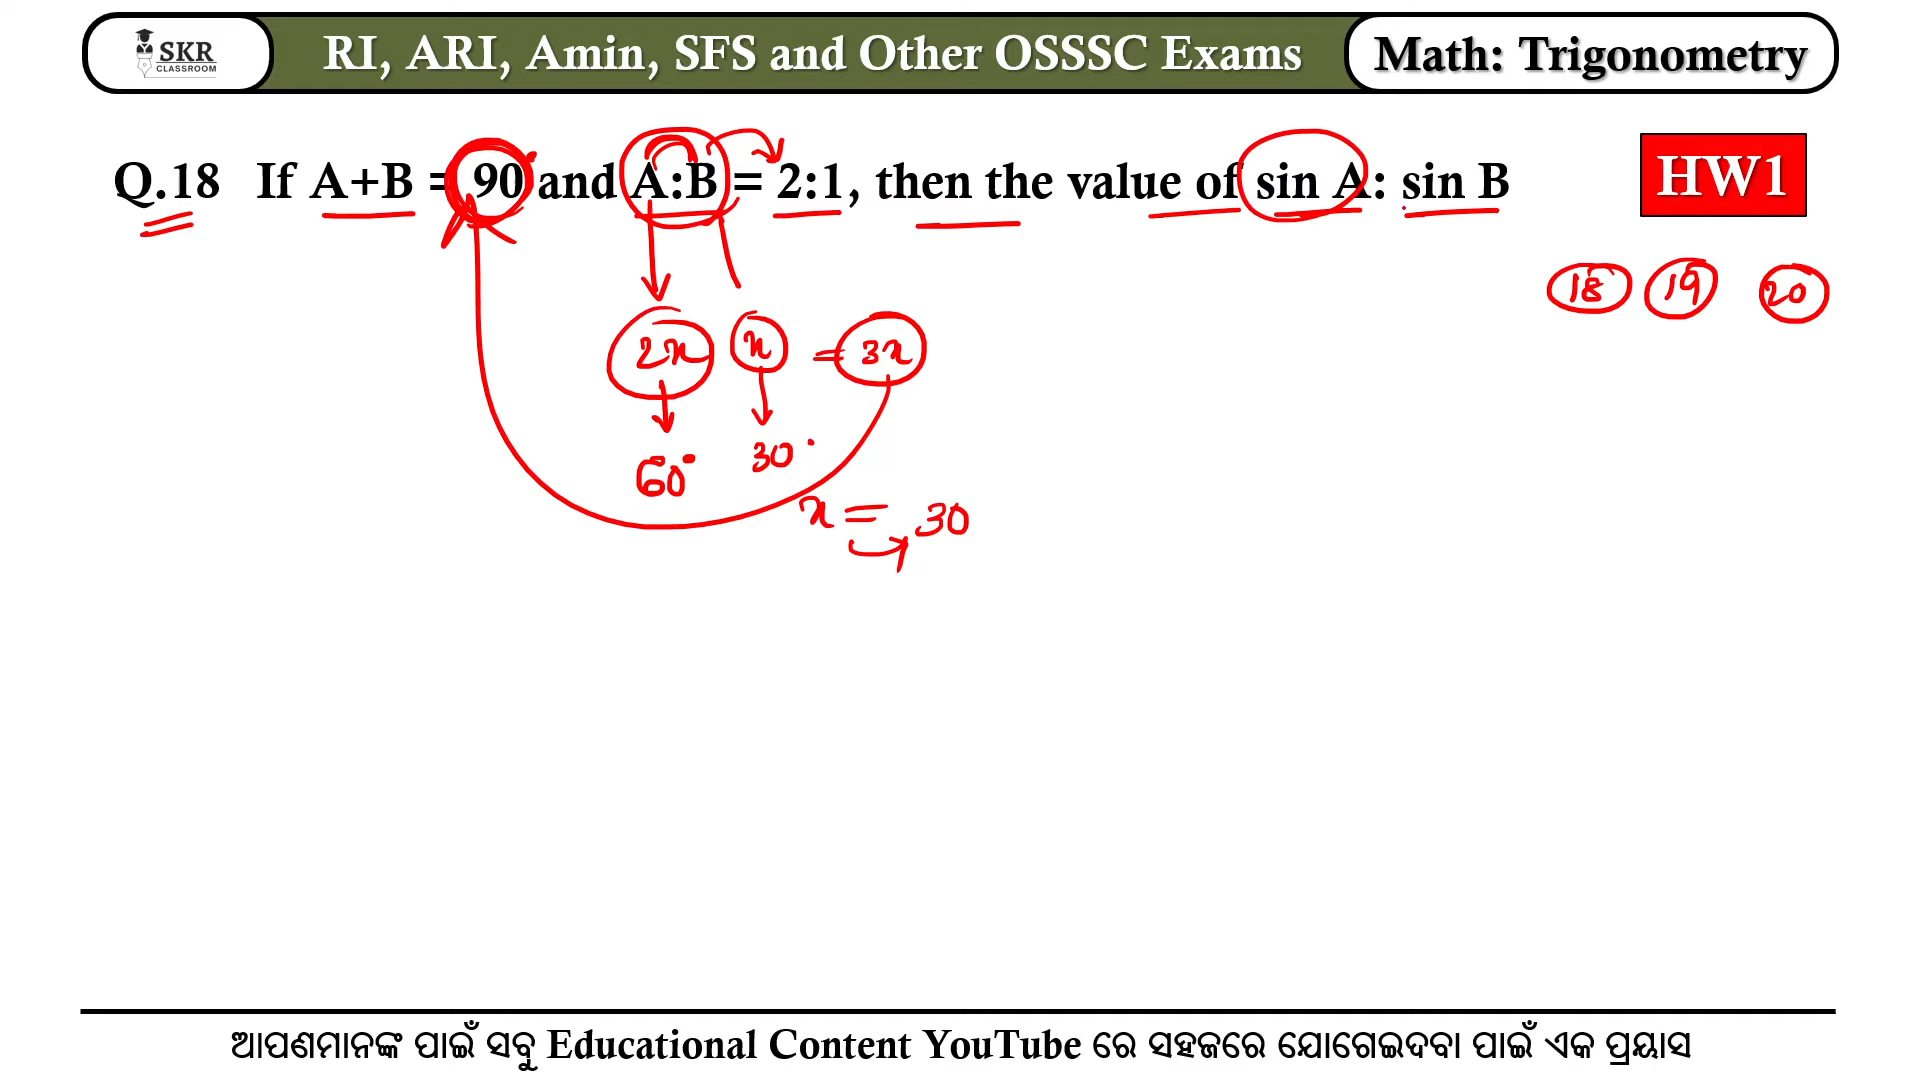 SKR
CLASSROOM
RI, ARI, Amin, SFS and Other OSSSC Exams
Math: Trigonometry
Q.18 If A+B = 90° and A:B = 2:1, then the value of sin A: sin B
HW1
18 19 20
2x x = 3x
60° 30°
x = 30
ଆପଣମାନଙ୍କ ପାଇଁ ସବୁ Educational Content YouTube ରେ ସହଜରେ ଯୋଗେଇଦବା ପାଇଁ ଏକ ପ୍ରୟାସ